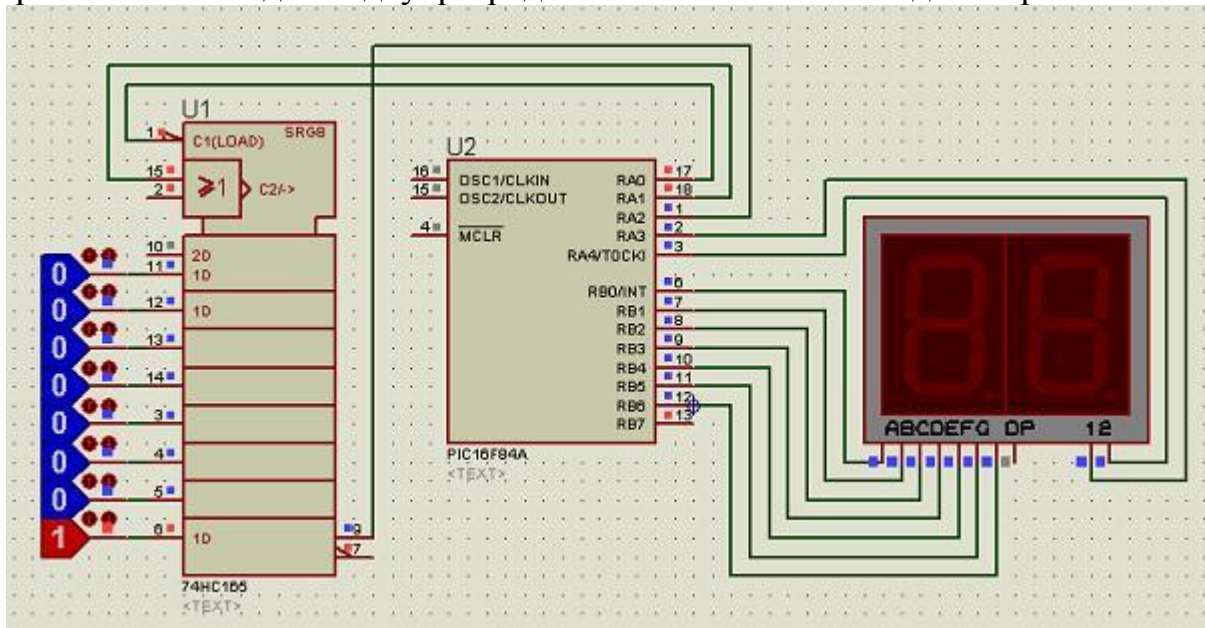 U1
C1(LOAD) SRG8
1
15
2
≥1
C2/->
10 2D
11 1D
12 1D
13
14
3
4
5
6 1D
9
7
0
0
0
0
0
0
0
1
74HC165
<TEXT>
U2
16 OSC1/CLKIN RA0 17
15 OSC2/CLKOUT RA1 18
RA2 1
4 MCLR RA3 2
RA4/T0CKI 3
RB0/INT 6
RB1 7
RB2 8
RB3 9
RB4 10
RB5 11
RB6 12
RB7 13
PIC16F84A
<TEXT>
ABCDEFG DP 12